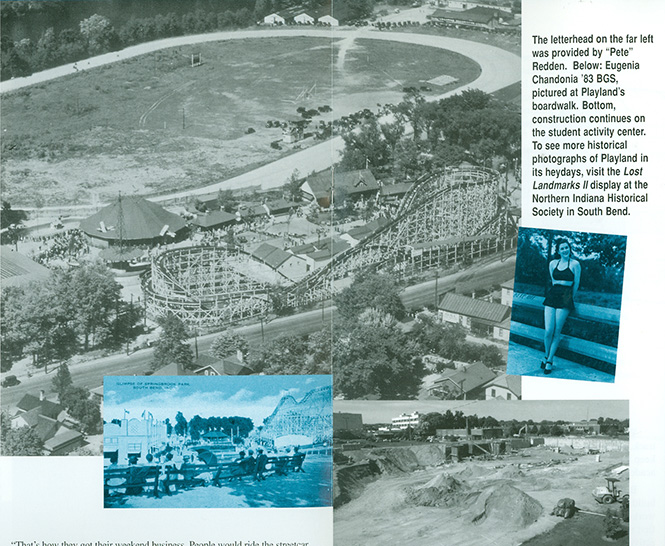 The letterhead on the far left
was provided by “Pete”
Redden. Below: Eugenia
Chandonia '83 BGS,
pictured at Playland's
boardwalk. Bottom,
construction continues on
the student activity center.
To see more historical
photographs of Playland in
its heydays, visit the Lost
Landmarks II display at the
Northern Indiana Historical
Society in South Bend.
GLIMPSE OF SPRINGBROOK PARK,
SOUTH BEND, IND.
“That's how they got their weekend business. People would ride the streetcar